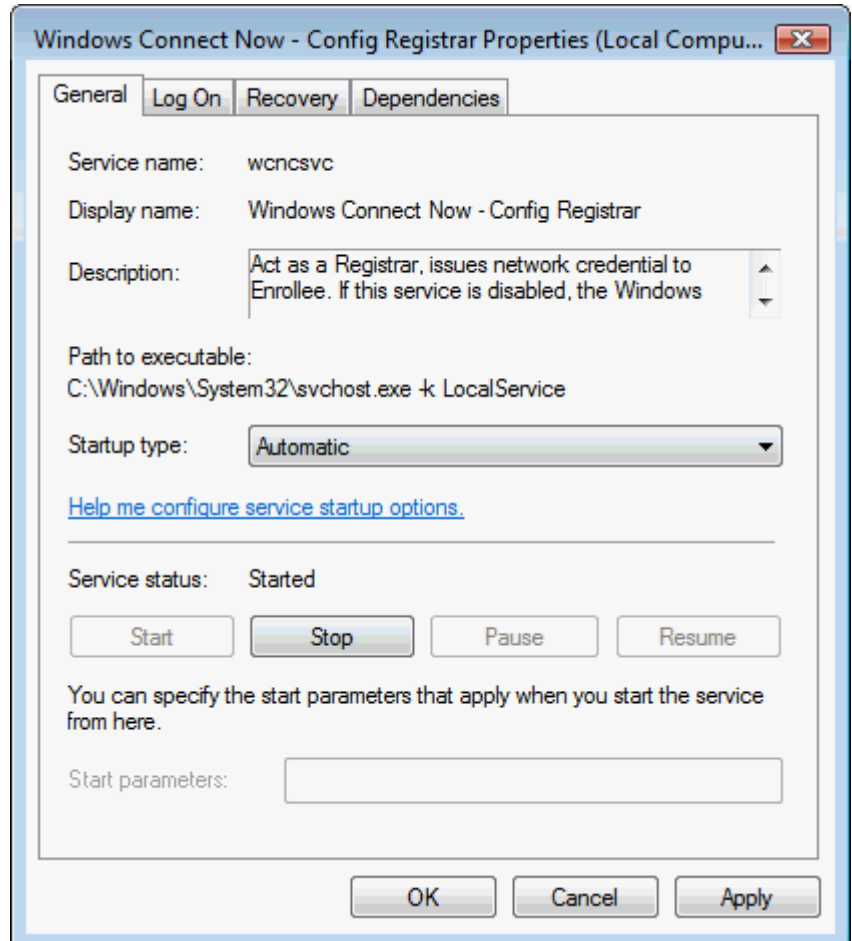 Windows Connect Now - Config Registrar Properties (Local Compu...
General Log On Recovery Dependencies
Service name: wcncsvc
Display name: Windows Connect Now - Config Registrar
Description: Act as a Registrar, issues network credential to
Enrollee. If this service is disabled, the Windows
Path to executable:
C:\Windows\System32\svchost.exe -k LocalService
Startup type: Automatic
Help me configure service startup options.
Service status: Started
Start Stop Pause Resume
You can specify the start parameters that apply when you start the service
from here.
Start parameters:
OK Cancel Apply